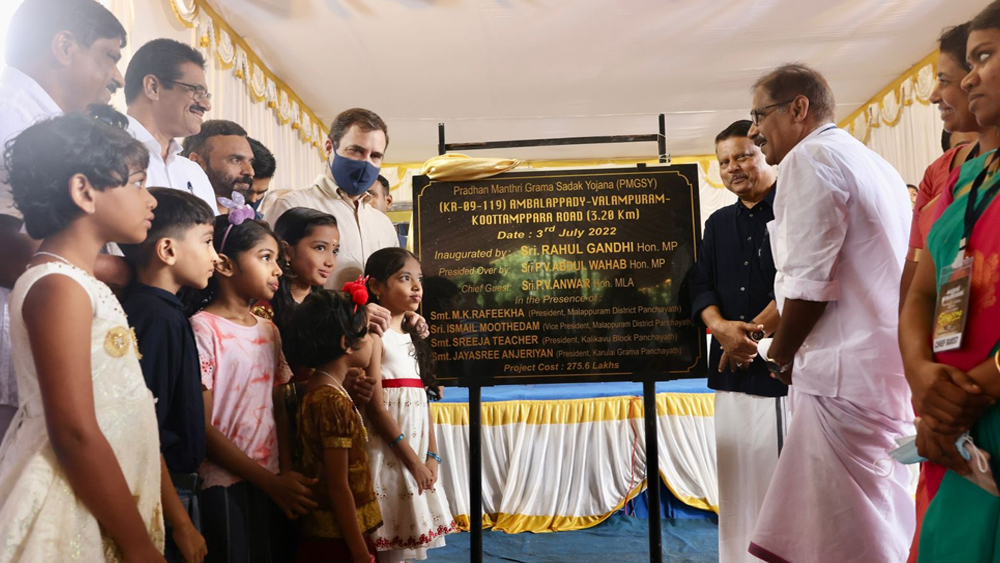 Pradhan Manthri Grama Sadak Yojana (PMGSY)
(KR-09-119) AMBALAPPADY-VALAMPURAM-
KOOTTAMPPARA ROAD (3.20 Km)
Date : 3rd July 2022
Inaugurated by : Sri. RAHUL GANDHI Hon. MP
Presided Over by : Sri P.V.ABDUL WAHAB Hon. MP
Chief Guest : Sri P.V.ANWAR Hon. MLA
In the Presence of :
Smt. M.K.RAFEEKHA (President, Malappuram District Panchayath)
Sri. ISMAIL MOOTHEDAM (Vice President, Malappuram District Panchayath)
Smt. SREEJA TEACHER (President, Kalikavu Block Panchayath)
Smt. JAYASREE ANJERIYAN (President, Karulai Grama Panchayath)
Project Cost : 275.6 Lakhs
CHIEF GUEST